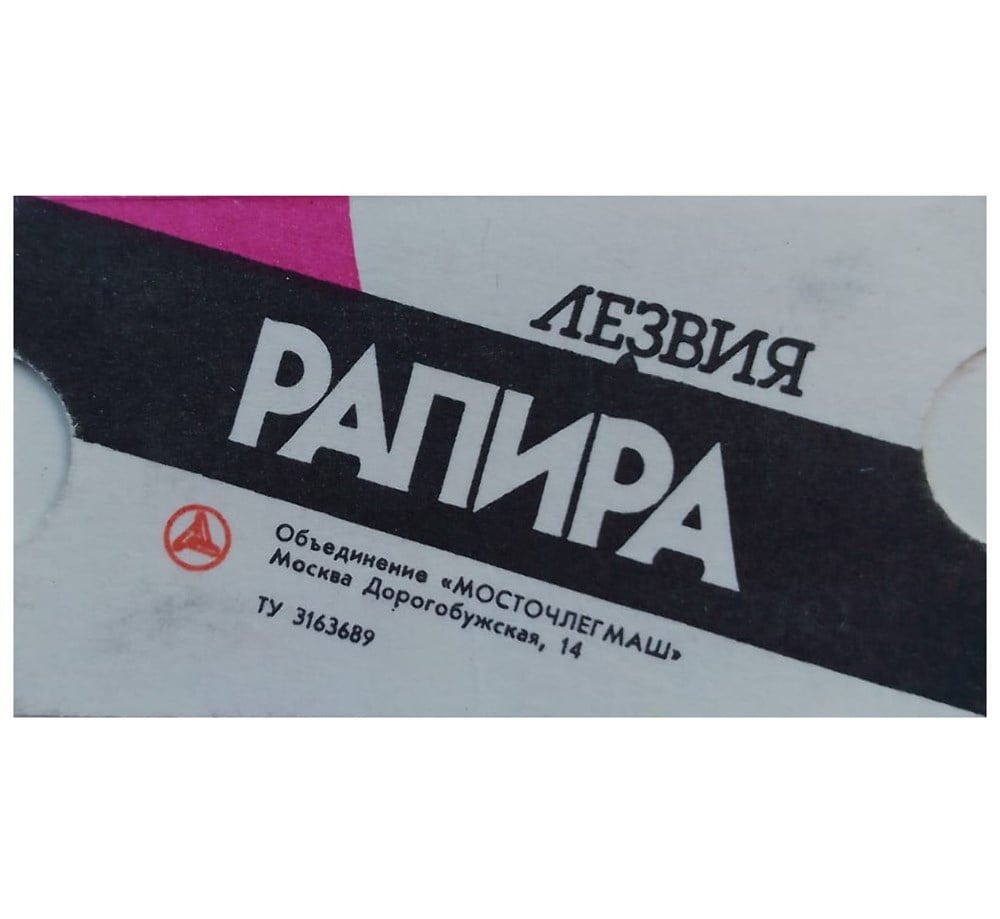 ЛЕЗВИЯ
РАПИРА
Объединение «МОСТОЧЛЕГМАШ»
Москва Дорогобужская, 14
ТУ 3163689